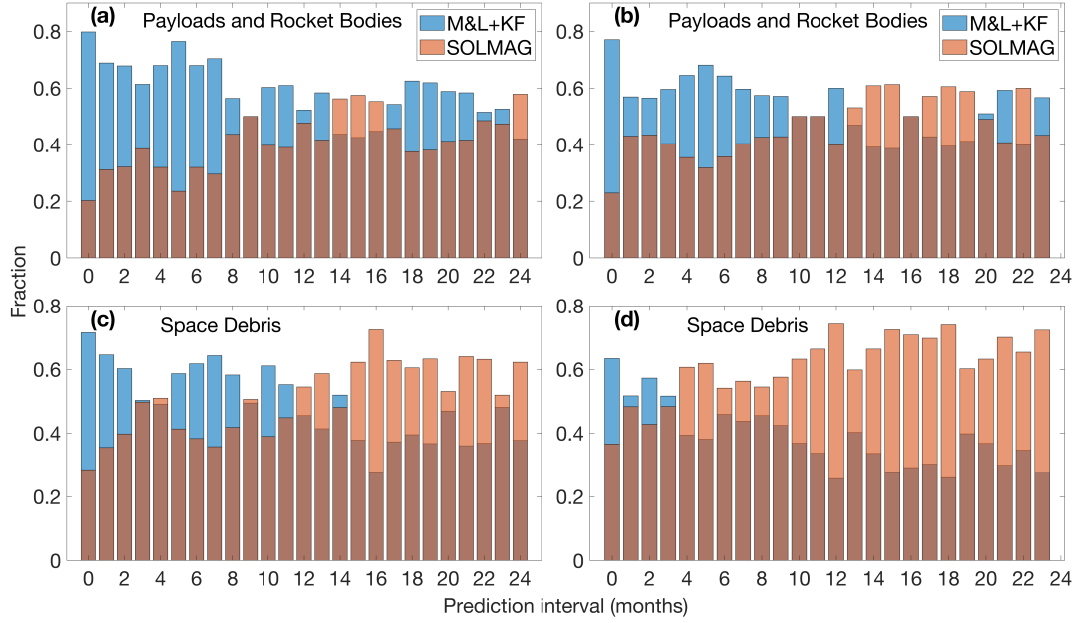 (a) Payloads and Rocket Bodies
M&L+KF
SOLMAG
0.8
0.6
0.4
0.2
0
0 2 4 6 8 10 12 14 16 18 20 22 24
(b) Payloads and Rocket Bodies
M&L+KF
SOLMAG
0.8
0.6
0.4
0.2
0
0 2 4 6 8 10 12 14 16 18 20 22 24
Fraction
(c) Space Debris
0.8
0.6
0.4
0.2
0
0 2 4 6 8 10 12 14 16 18 20 22 24
(d) Space Debris
0.8
0.6
0.4
0.2
0
0 2 4 6 8 10 12 14 16 18 20 22 24
Prediction interval (months)